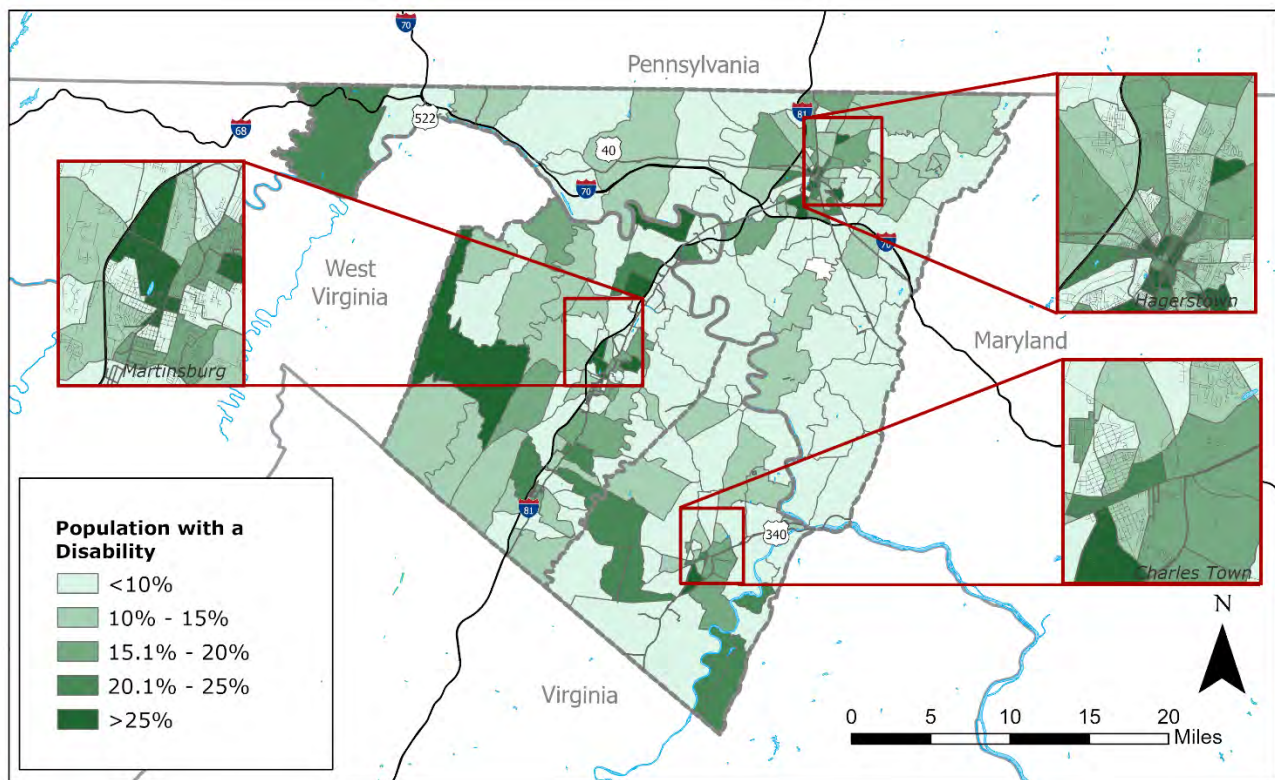 70
Pennsylvania
81
68
522
40
70
Hagerstown
70
West
Virginia
Maryland
Martinsburg
81
340
Charles Town
Virginia
Population with a
Disability
<10%
10% - 15%
15.1% - 20%
20.1% - 25%
>25%
N
0 5 10 15 20
Miles